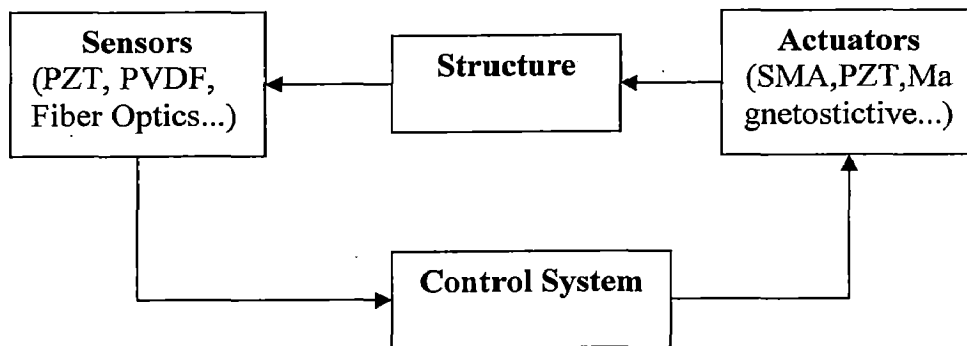 Sensors
(PZT, PVDF,
Fiber Optics...)
Structure
Actuators
(SMA,PZT,Ma
gnetostictive...)
Control System